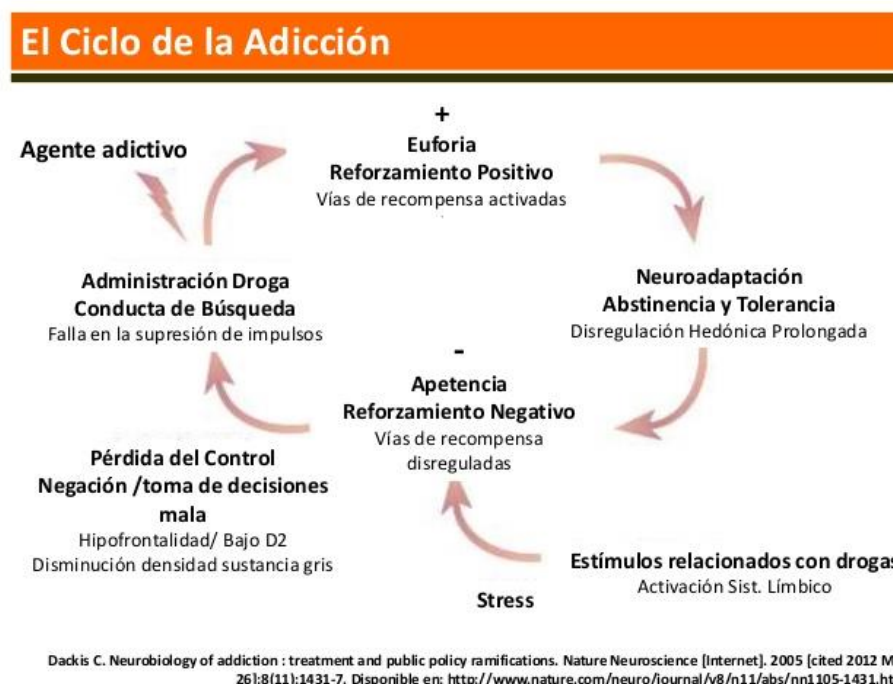 El Ciclo de la Adicción
+
Euforia
Reforzamiento Positivo
Vías de recompensa activadas
Agente adictivo
Administración Droga
Conducta de Búsqueda
Falla en la supresión de impulsos
Neuroadaptación
Abstinencia y Tolerancia
Disregulación Hedónica Prolongada
-
Apetencia
Reforzamiento Negativo
Vías de recompensa
disreguladas
Pérdida del Control
Negación /toma de decisiones
mala
Hipofrontalidad/ Bajo D2
Disminución densidad sustancia gris
Estímulos relacionados con drogas
Activación Sist. Límbico
Stress
Dackis C. Neurobiology of addiction : treatment and public policy ramifications. Nature Neuroscience [Internet]. 2005 [cited 2012 M
26];8(11):1431-7. Disponible en: http://www.nature.com/neuro/journal/v8/n11/abs/nn1105-1431.ht